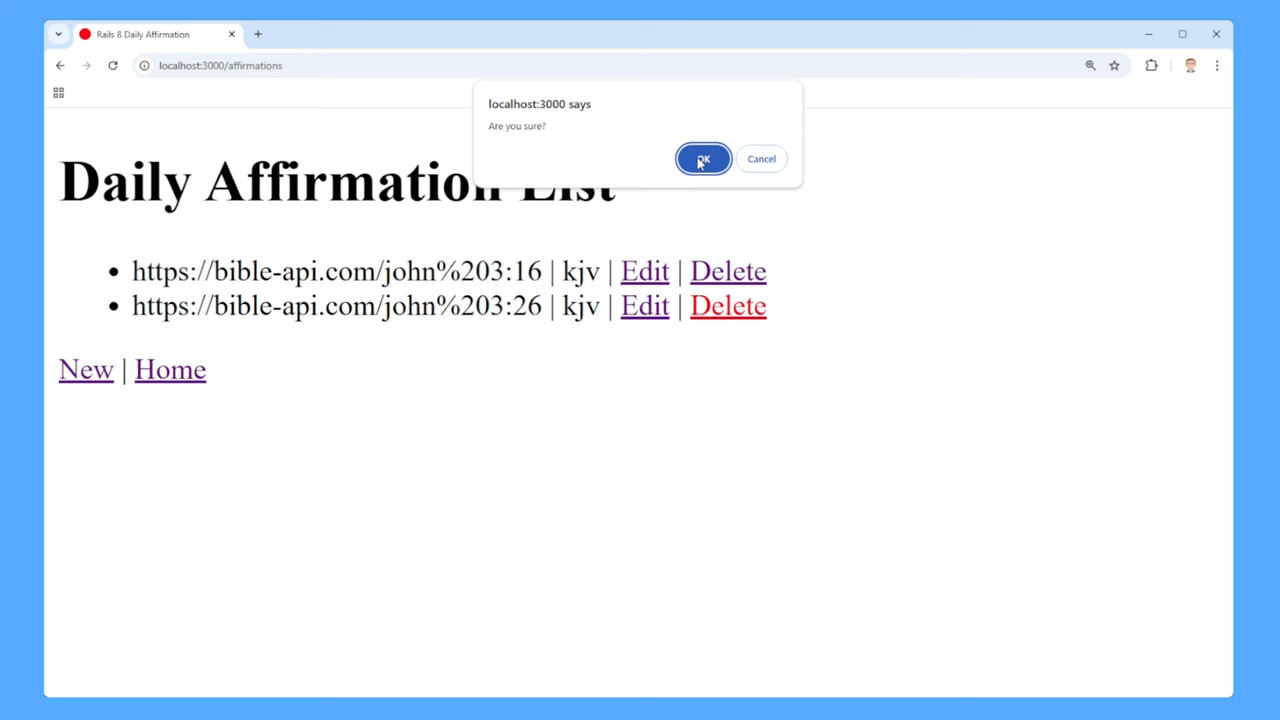 Rails 8 Daily Affirmation
localhost:3000/affirmations
localhost:3000 says
Are you sure?
OK
Cancel
Daily Affirmation List
• https://bible-api.com/john%203:16 | kjv | Edit | Delete
• https://bible-api.com/john%203:26 | kjv | Edit | Delete
New | Home